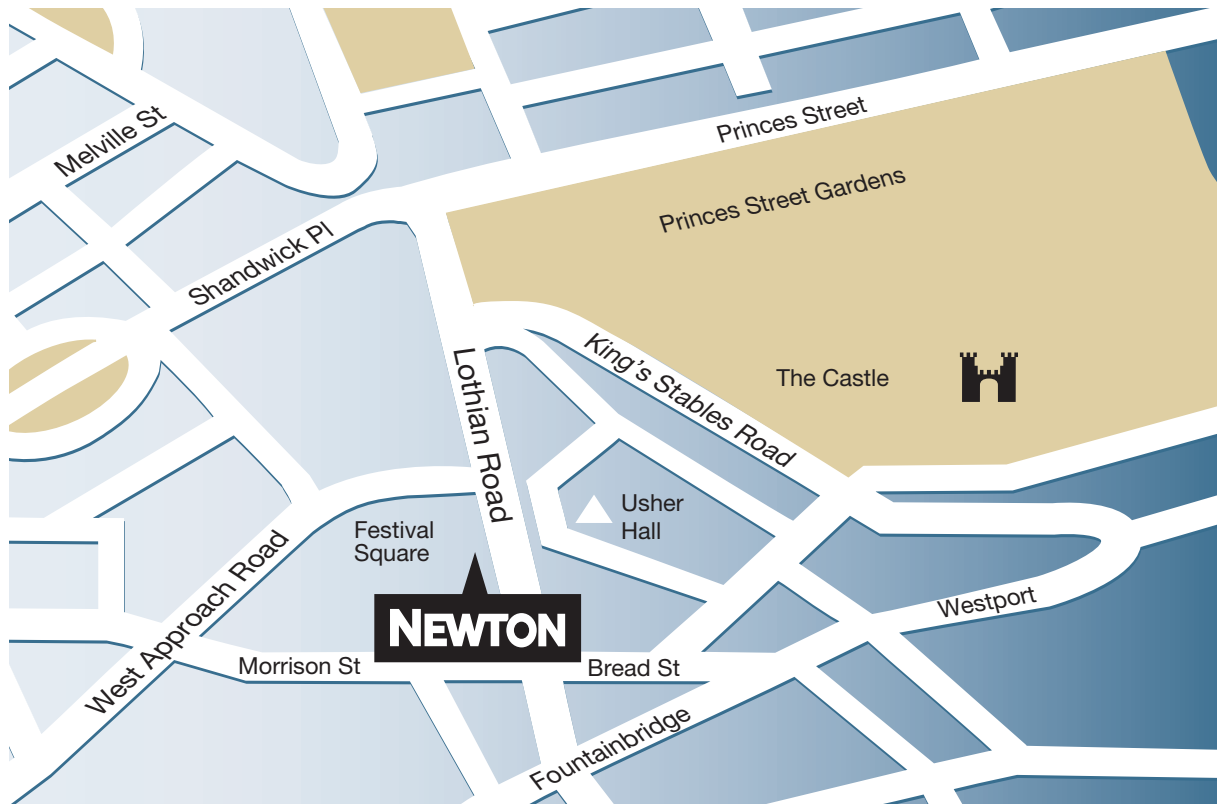 Princes Street
Melville St
Princes Street Gardens
Shandwick Pl
King's Stables Road
The Castle
Lothian Road
Usher
Hall
Festival
Square
West Approach Road
Westport
NEWTON
Morrison St
Bread St
Fountainbridge